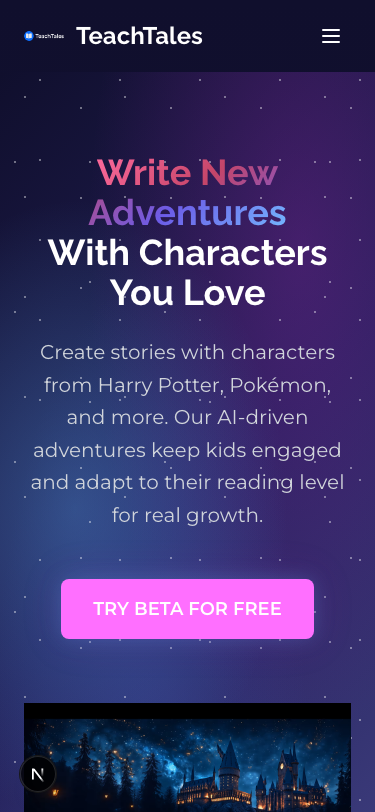 TeachTales TeachTales
Write New
Adventures
With Characters
You Love
Create stories with characters
from Harry Potter, Pokémon,
and more. Our AI-driven
adventures keep kids engaged
and adapt to their reading level
for real growth.
TRY BETA FOR FREE
N